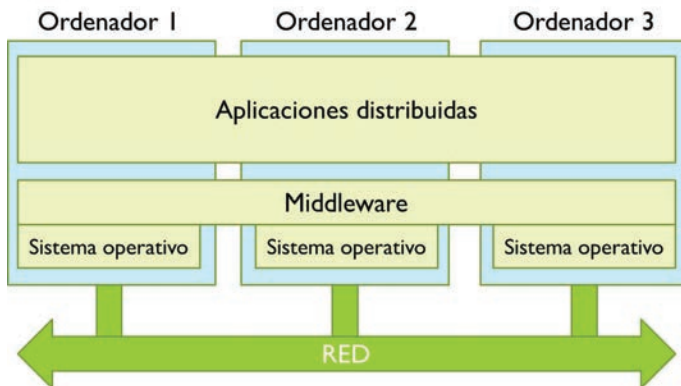 Ordenador 1 Ordenador 2 Ordenador 3
Aplicaciones distribuidas
Middleware
Sistema operativo Sistema operativo Sistema operativo
RED